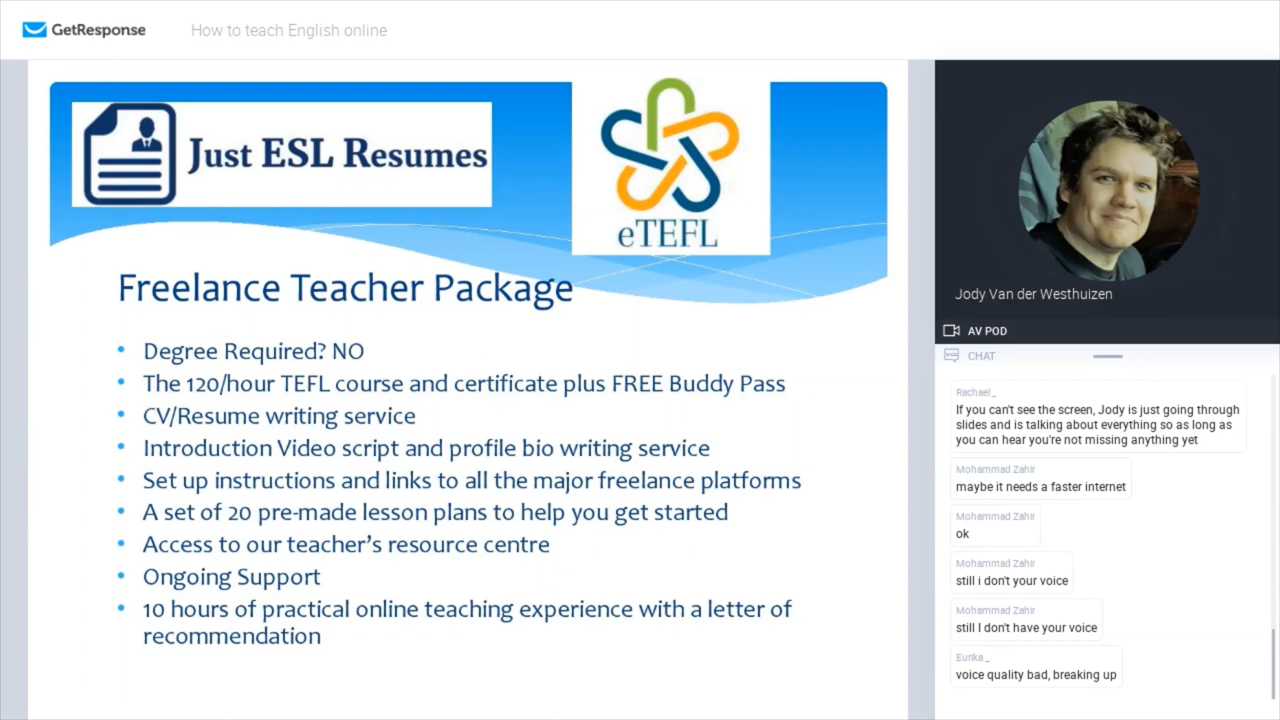 GetResponse
How to teach English online
Just ESL Resumes
eTEFL
Freelance Teacher Package
• Degree Required? NO
• The 120/hour TEFL course and certificate plus FREE Buddy Pass
• CV/Resume writing service
• Introduction Video script and profile bio writing service
• Set up instructions and links to all the major freelance platforms
• A set of 20 pre-made lesson plans to help you get started
• Access to our teacher’s resource centre
• Ongoing Support
• 10 hours of practical online teaching experience with a letter of
recommendation
Jody Van der Westhuizen
AV POD
CHAT
Rachael_
If you can't see the screen, Jody is just going through
slides and is talking about everything so as long as
you can hear you're not missing anything yet
Mohammad Zahir
maybe it needs a faster internet
Mohammad Zahir
ok
Mohammad Zahir
still i don't your voice
Mohammad Zahir
still I don't have your voice
Eurika_
voice quality bad, breaking up